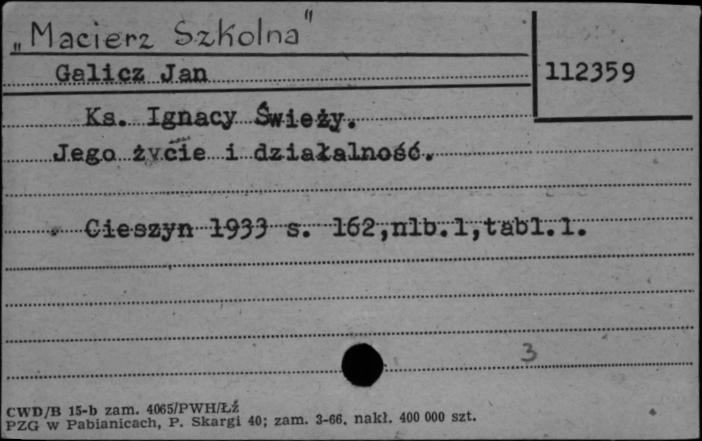 „Macierz Szkolna"
Galicz Jan
112359
Ks. Ignacy Świeży.
Jego życie i działalność.
Cieszyn 1933 s. 162,nlb.1,tabl.1.
3
CWD/B 15-b zam. 4065/PWH/Łź
PZG w Pabianicach, P. Skargi 40; zam. 3-66. nakł. 400 000 szt.